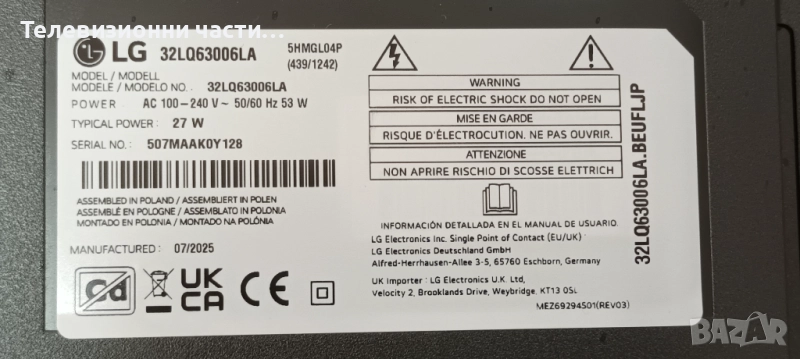 Телевизионни части
LG 32LQ63006LA
5HMGL04P
(439/1242)
MODEL / MODELL
MODELE / MODELO NO. : 32LQ63006LA
POWER : AC 100–240 V ~ 50/60 Hz 53 W
TYPICAL POWER : 27 W
SERIAL NO. : 507MAAK0Y128
ASSEMBLED IN POLAND / ASSEMBLIERT IN POLEN
ASSEMBLÉ EN POLOGNE / ASSEMBLATO IN POLONIA
MONTADO EN POLONIA / MONTADO NA POLÓNIA
MANUFACTURED : 07/2025
Cd
UK
CA
CE
WARNING
RISK OF ELECTRIC SHOCK DO NOT OPEN
MISE EN GARDE
RISQUE D'ÉLECTROCUTION. NE PAS OUVRIR.
ATTENZIONE
NON APRIRE RISCHIO DI SCOSSE ELETTRICH
INFORMACIÓN DETALLADA EN EL MANUAL DE USUARIO.
LG Electronics Inc. Single Point of Contact (EU/UK) :
LG Electronics Deutschland GmbH
Alfred-Herrhausen-Allee 3-5, 65760 Eschborn, Germany
UK Importer : LG Electronics U.K. Ltd,
Velocity 2, Brooklands Drive, Weybridge, KT13 0SL
MEZ69294501(REV03)
32LQ63006LA.BEUFLJP
BAZAR